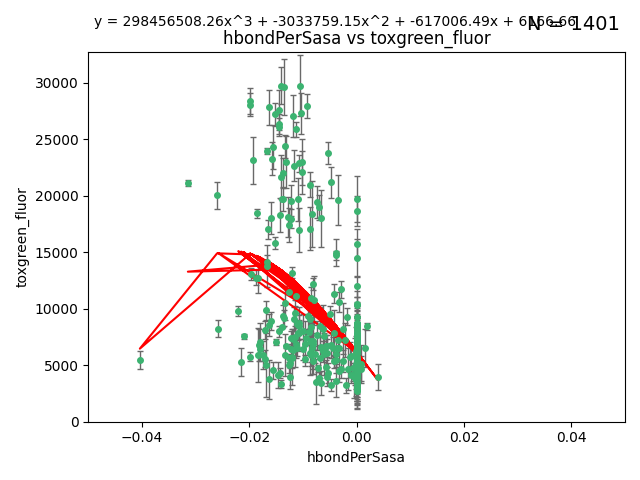 y = 298456508.26x^3 + -3033759.15x^2 + -617006.49x + 6166.66
N = 1401
hbondPerSasa vs toxgreen_fluor
30000
25000
20000
15000
10000
5000
0
toxgreen_fluor
−0.04 −0.02 0.00 0.02 0.04
hbondPerSasa